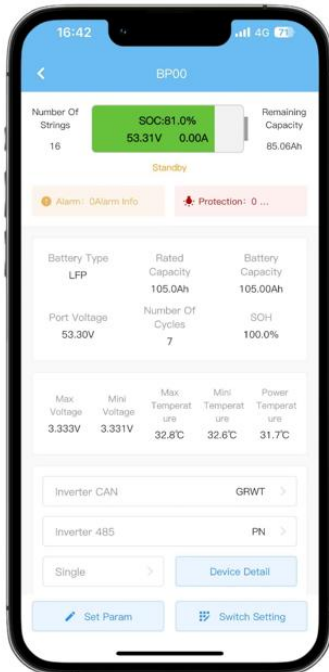 16:42
4G 71
BP00
Number Of
Strings
16
SOC:81.0%
53.31V 0.00A
Remaining
Capacity
85.06Ah
Standby
Alarm: 0Alarm Info
Protection: 0 ...
Battery Type
LFP
Rated
Capacity
105.0Ah
Battery
Capacity
105.00Ah
Port Voltage
53.30V
Number Of
Cycles
7
SOH
100.0%
Max
Voltage
3.333V
Mini
Voltage
3.331V
Max
Temperat
ure
32.8℃
Mini
Temperat
ure
32.6℃
Power
Temperat
ure
31.7℃
Inverter CAN GRWT
Inverter 485 PN
Single
Device Detail
Set Param
Switch Setting